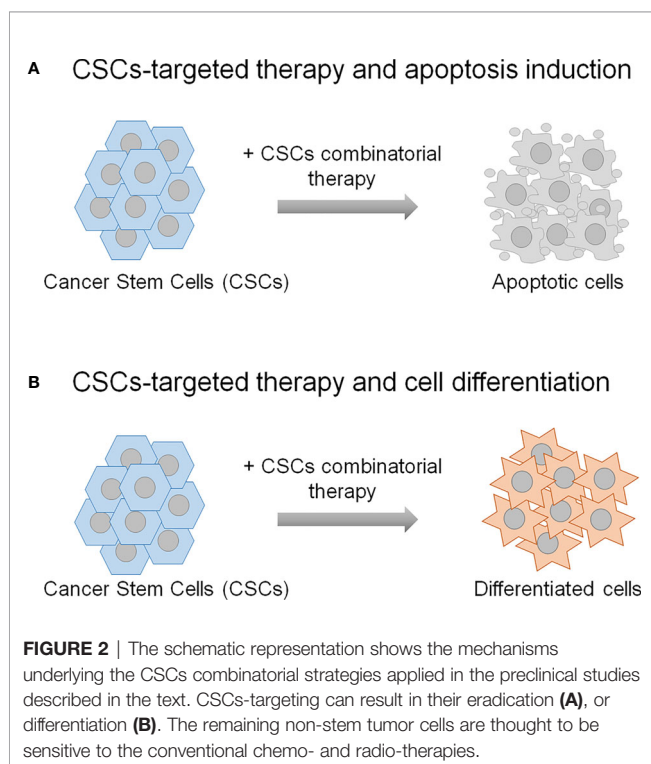 A CSCs-targeted therapy and apoptosis induction
+ CSCs combinatorial
therapy
Cancer Stem Cells (CSCs)
Apoptotic cells
B CSCs-targeted therapy and cell differentiation
+ CSCs combinatorial
therapy
Cancer Stem Cells (CSCs)
Differentiated cells
FIGURE 2 | The schematic representation shows the mechanisms
underlying the CSCs combinatorial strategies applied in the preclinical studies
described in the text. CSCs-targeting can result in their eradication (A), or
differentiation (B). The remaining non-stem tumor cells are thought to be
sensitive to the conventional chemo- and radio-therapies.